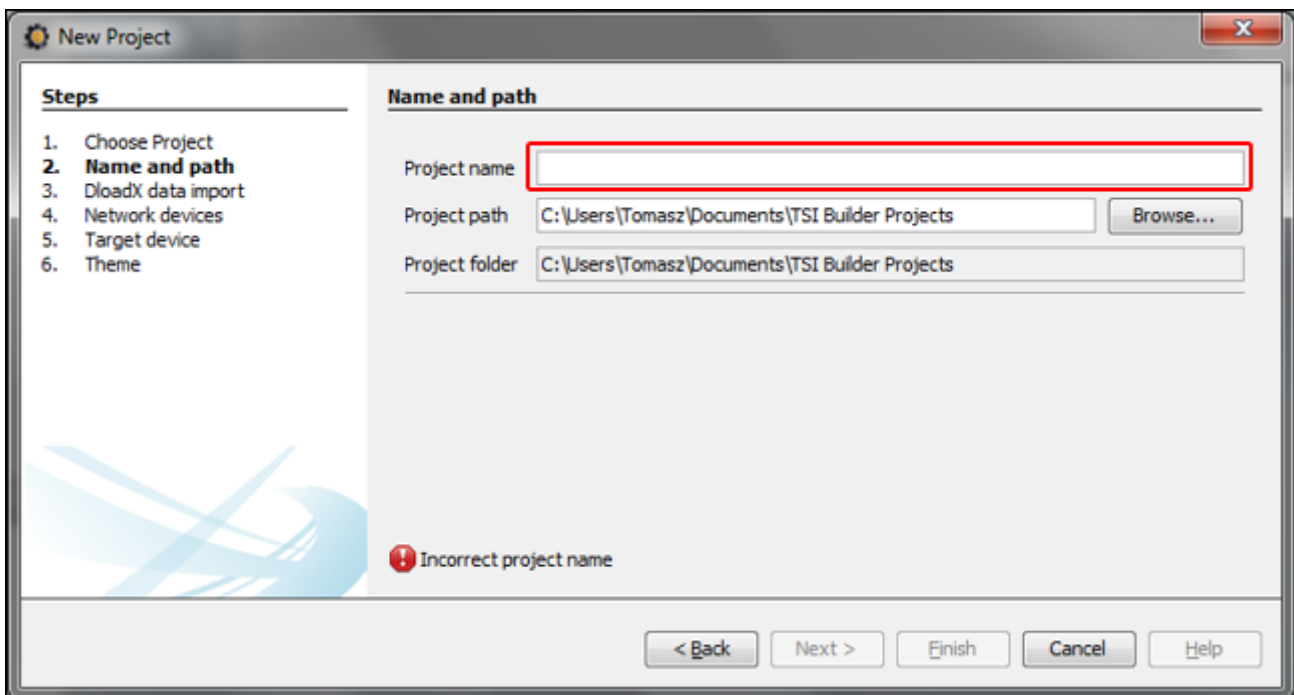 New Project
Steps
1. Choose Project
2. Name and path
3. DloadX data import
4. Network devices
5. Target device
6. Theme
Name and path
Project name
Project path C:\Users\Tomasz\Documents\TSI Builder Projects Browse...
Project folder C:\Users\Tomasz\Documents\TSI Builder Projects
Incorrect project name
< Back Next > Finish Cancel Help